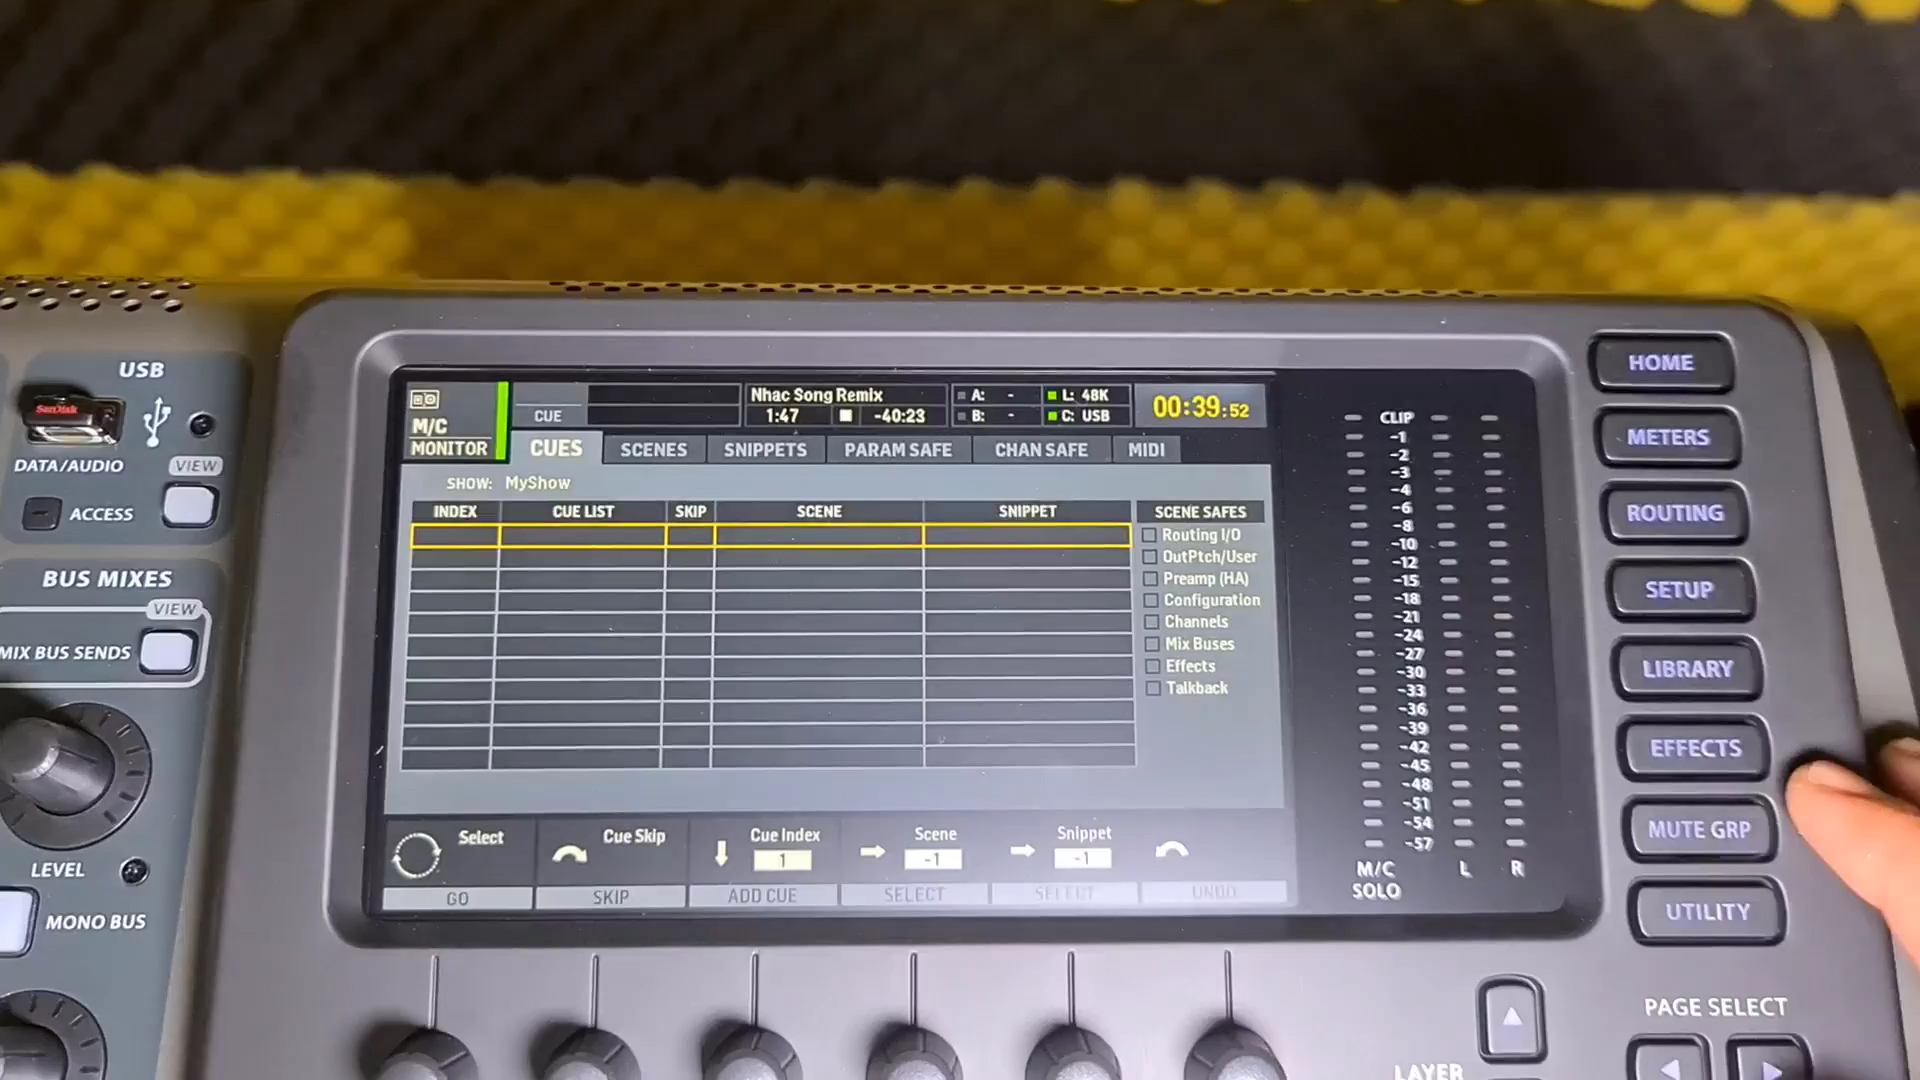 USB
SanDisk
DATA/AUDIO
VIEW
ACCESS
BUS MIXES
VIEW
MIX BUS SENDS
LEVEL
MONO BUS
M/C
MONITOR
CUE
Nhac Song Remix
1:47 -40:23
A: - L: 48K
B: - C: USB
00:39:52
CUES SCENES SNIPPETS PARAM SAFE CHAN SAFE MIDI
SHOW: MyShow
INDEX CUE LIST SKIP SCENE SNIPPET SCENE SAFES
Routing I/O
OutPtch/User
Preamp (HA)
Configuration
Channels
Mix Buses
Effects
Talkback
Select Cue Skip Cue Index Scene Snippet
1 -1 -1
GO SKIP ADD CUE SELECT SELECT UNDO
CLIP
-1
-2
-3
-4
-6
-8
-10
-12
-15
-18
-21
-24
-27
-30
-33
-36
-39
-42
-45
-48
-51
-54
-57
M/C L R
SOLO
HOME
METERS
ROUTING
SETUP
LIBRARY
EFFECTS
MUTE GRP
UTILITY
PAGE SELECT
LAYER